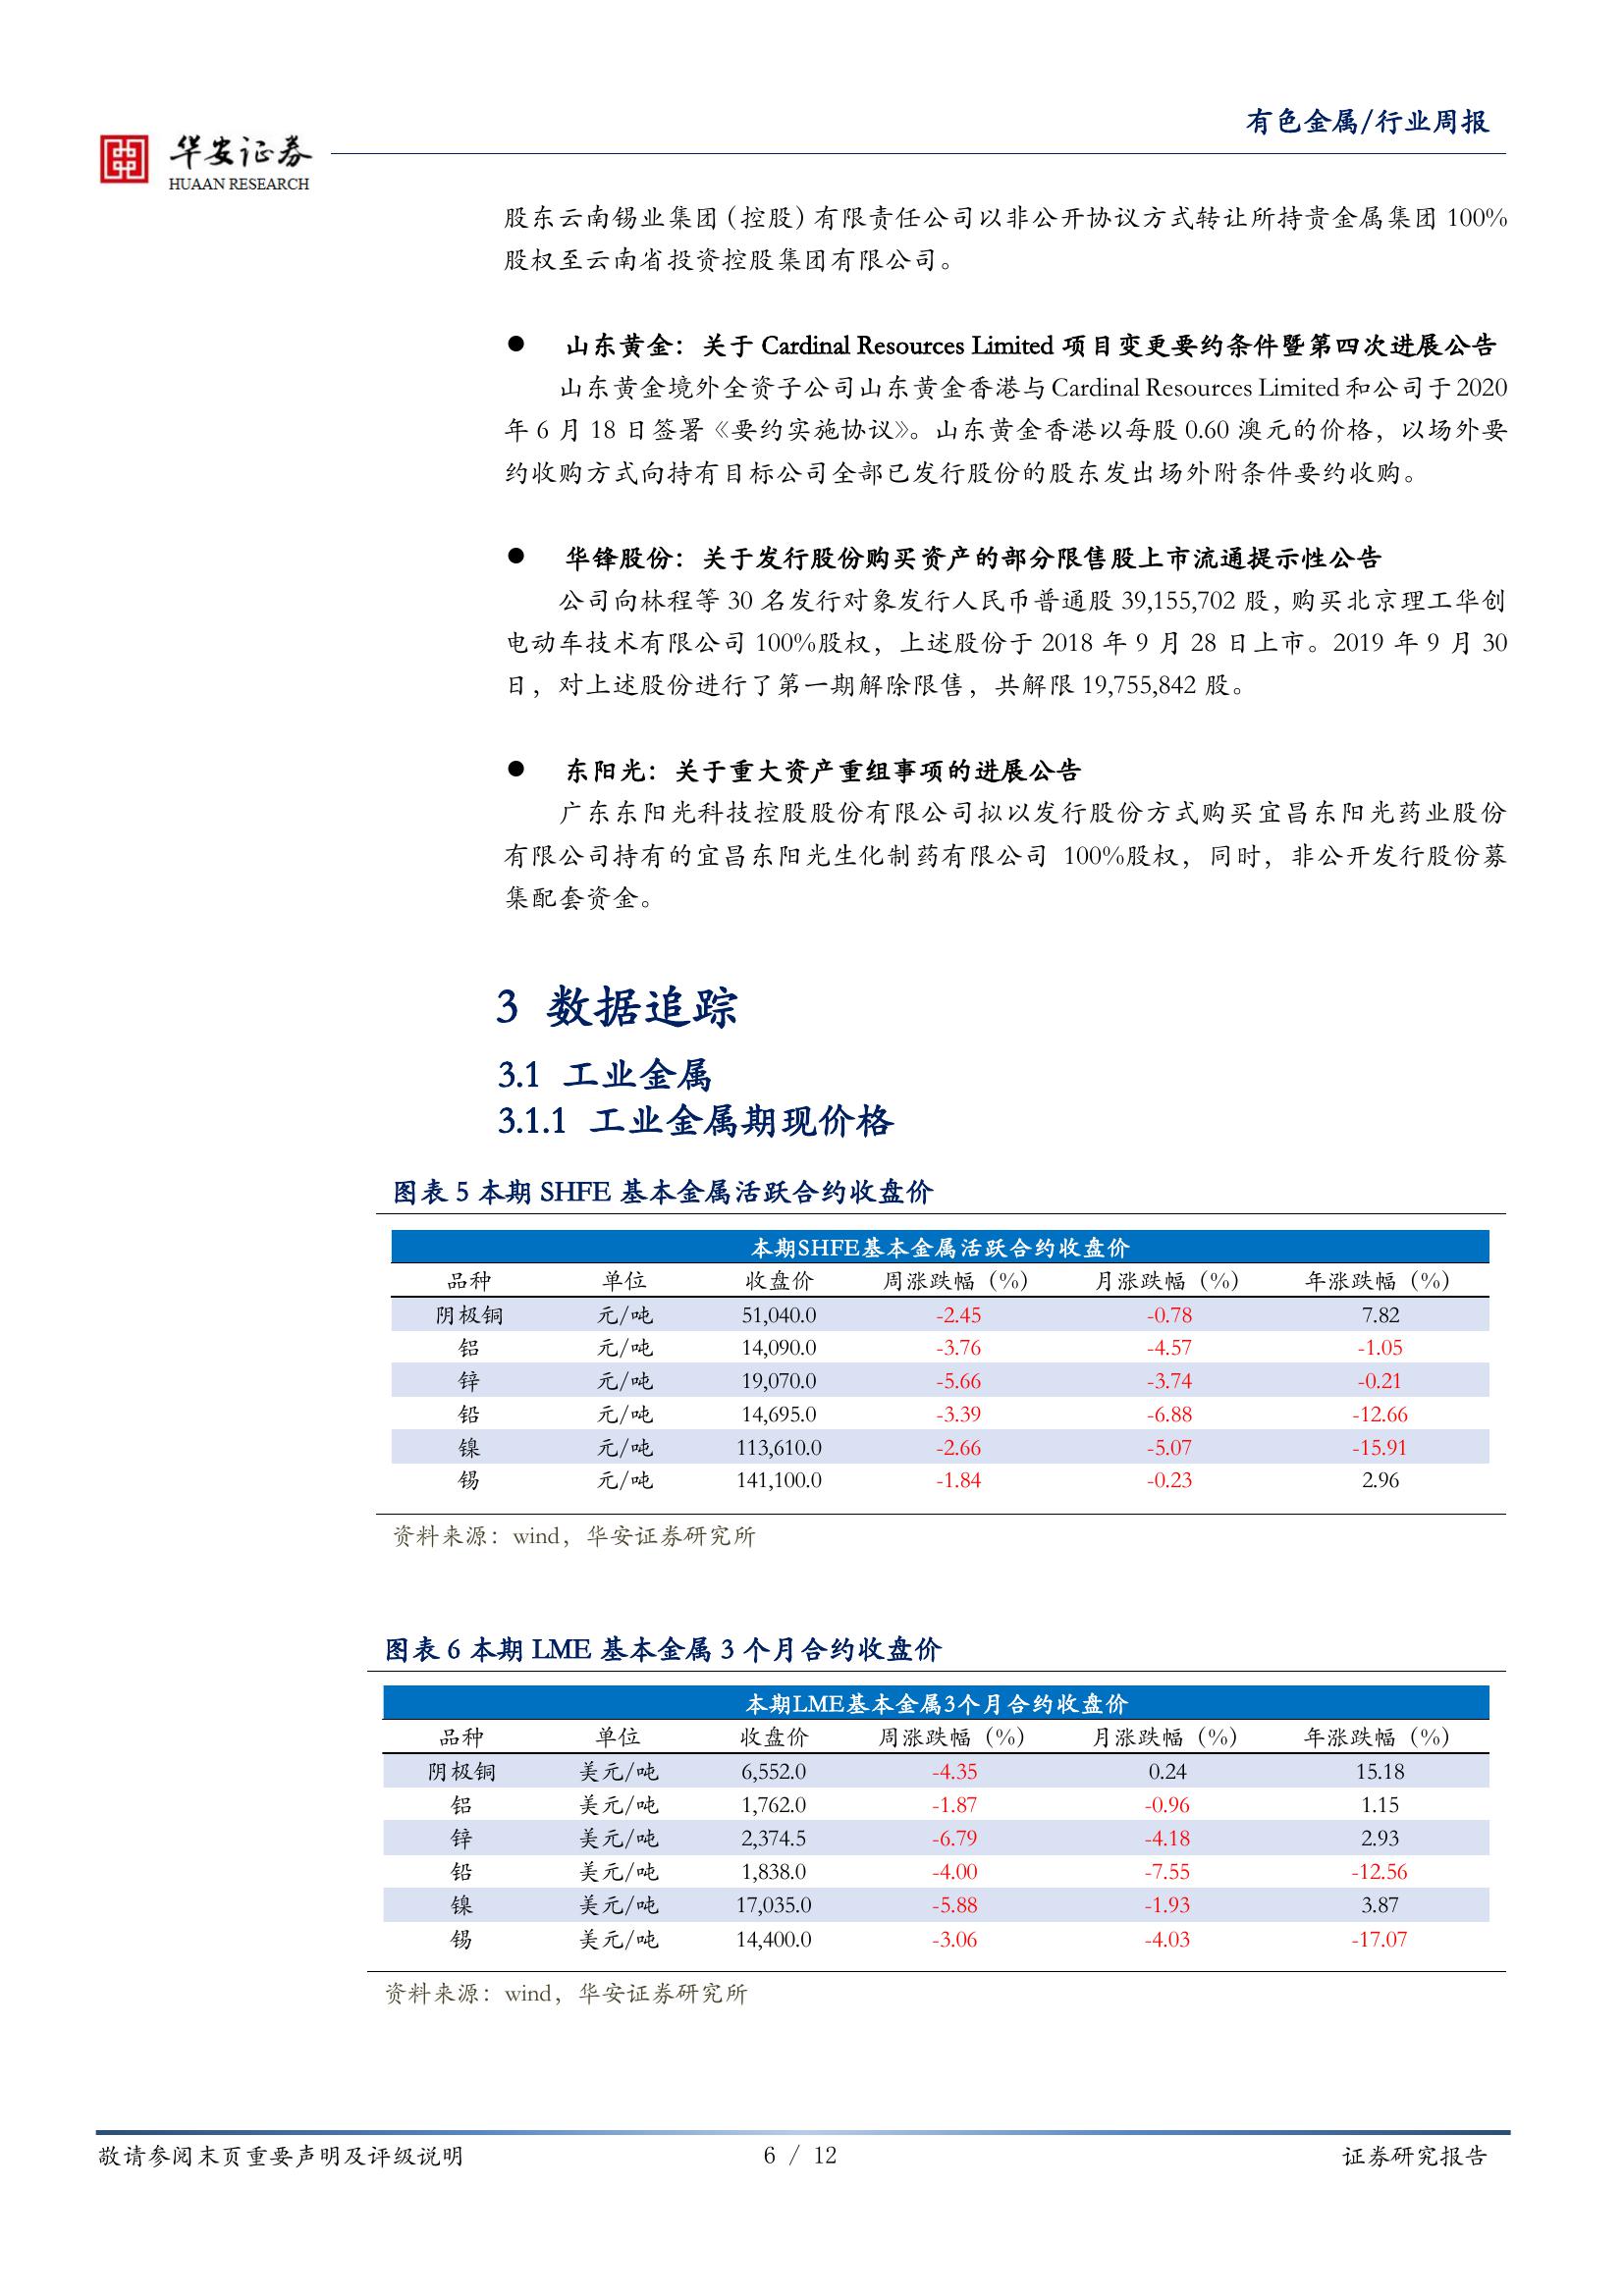 有色金属/行业周报
华安证券
HUAAN RESEARCH
股东云南锡业集团(控股)有限责任公司以非公开协议方式转让所持贵金属集团 100%
股权至云南省投资控股集团有限公司。
● 山东黄金：关于 Cardinal Resources Limited 项目变更要约条件暨第四次进展公告
山东黄金境外全资子公司山东黄金香港与 Cardinal Resources Limited 和公司于 2020
年 6 月 18 日签署《要约实施协议》。山东黄金香港以每股 0.60 澳元的价格，以场外要
约收购方式向持有目标公司全部已发行股份的股东发出场外附条件要约收购。
● 华锋股份：关于发行股份购买资产的部分限售股上市流通提示性公告
公司向林程等 30 名发行对象发行人民币普通股 39,155,702 股，购买北京理工华创
电动车技术有限公司 100%股权，上述股份于 2018 年 9 月 28 日上市。2019 年 9 月 30
日，对上述股份进行了第一期解除限售，共解限 19,755,842 股。
● 东阳光：关于重大资产重组事项的进展公告
广东东阳光科技控股股份有限公司拟以发行股份方式购买宜昌东阳光药业股份
有限公司持有的宜昌东阳光生化制药有限公司 100%股权，同时，非公开发行股份募
集配套资金。
3 数据追踪
3.1 工业金属
3.1.1 工业金属期现价格
图表 5 本期 SHFE 基本金属活跃合约收盘价
本期SHFE基本金属活跃合约收盘价
品种 单位 收盘价 周涨跌幅（%） 月涨跌幅（%） 年涨跌幅（%）
阴极铜 元/吨 51,040.0 -2.45 -0.78 7.82
铝 元/吨 14,090.0 -3.76 -4.57 -1.05
锌 元/吨 19,070.0 -5.66 -3.74 -0.21
铅 元/吨 14,695.0 -3.39 -6.88 -12.66
镍 元/吨 113,610.0 -2.66 -5.07 -15.91
锡 元/吨 141,100.0 -1.84 -0.23 2.96
资料来源：wind，华安证券研究所
图表 6 本期 LME 基本金属 3 个月合约收盘价
本期LME基本金属3个月合约收盘价
品种 单位 收盘价 周涨跌幅（%） 月涨跌幅（%） 年涨跌幅（%）
阴极铜 美元/吨 6,552.0 -4.35 0.24 15.18
铝 美元/吨 1,762.0 -1.87 -0.96 1.15
锌 美元/吨 2,374.5 -6.79 -4.18 2.93
铅 美元/吨 1,838.0 -4.00 -7.55 -12.56
镍 美元/吨 17,035.0 -5.88 -1.93 3.87
锡 美元/吨 14,400.0 -3.06 -4.03 -17.07
资料来源：wind，华安证券研究所
敬请参阅末页重要声明及评级说明 6 / 12 证券研究报告